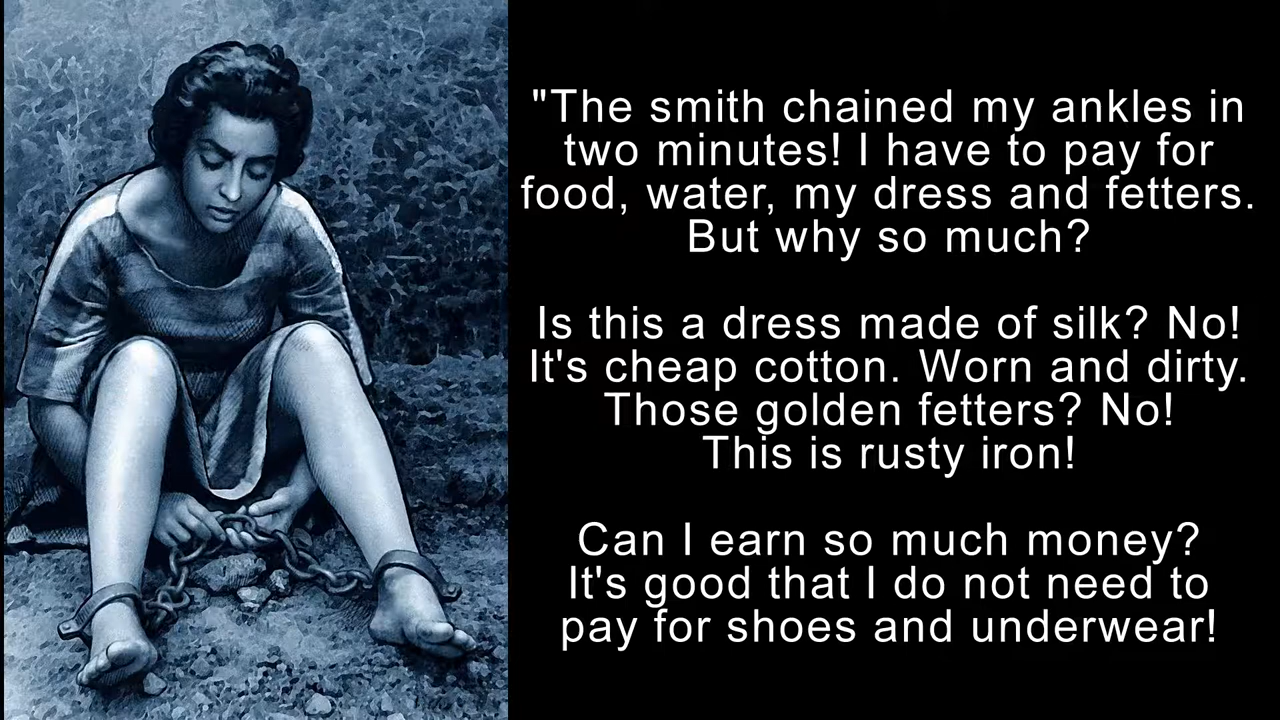 "The smith chained my ankles in
two minutes! I have to pay for
food, water, my dress and fetters.
But why so much?
Is this a dress made of silk? No!
It's cheap cotton. Worn and dirty.
Those golden fetters? No!
This is rusty iron!
Can I earn so much money?
It's good that I do not need to
pay for shoes and underwear!